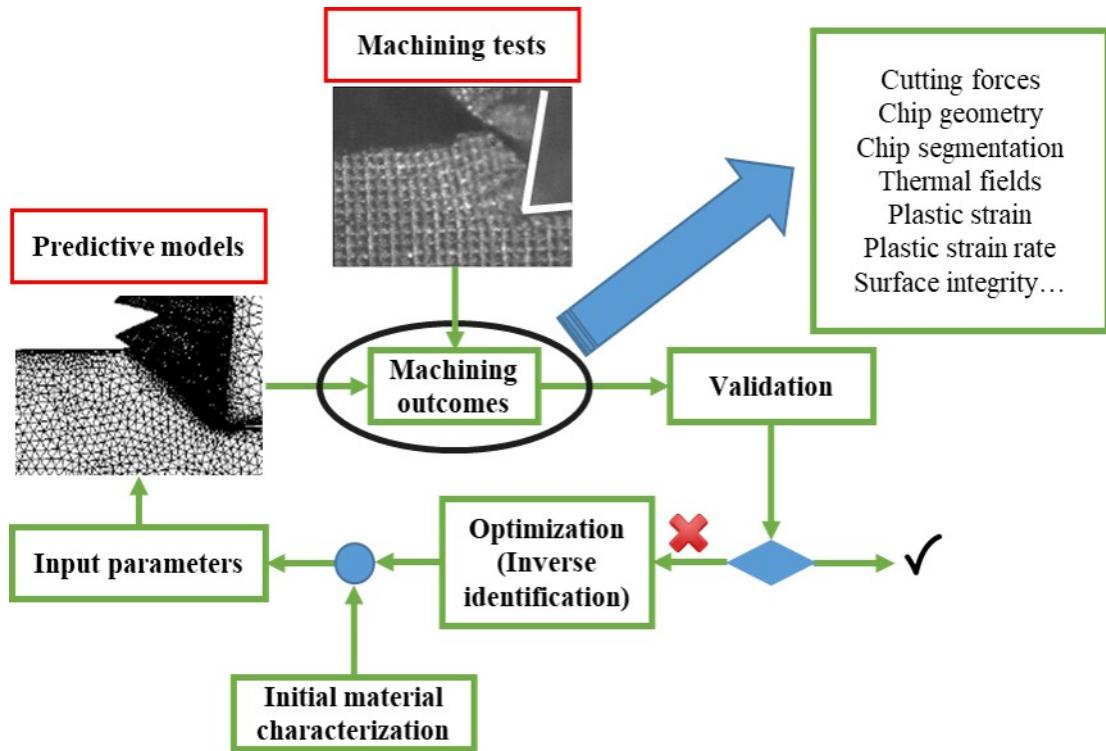 Machining tests
Cutting forces
Chip geometry
Chip segmentation
Thermal fields
Plastic strain
Plastic strain rate
Surface integrity…
Predictive models
Machining
outcomes
Validation
Optimization
(Inverse
identification)
Input parameters
Initial material
characterization